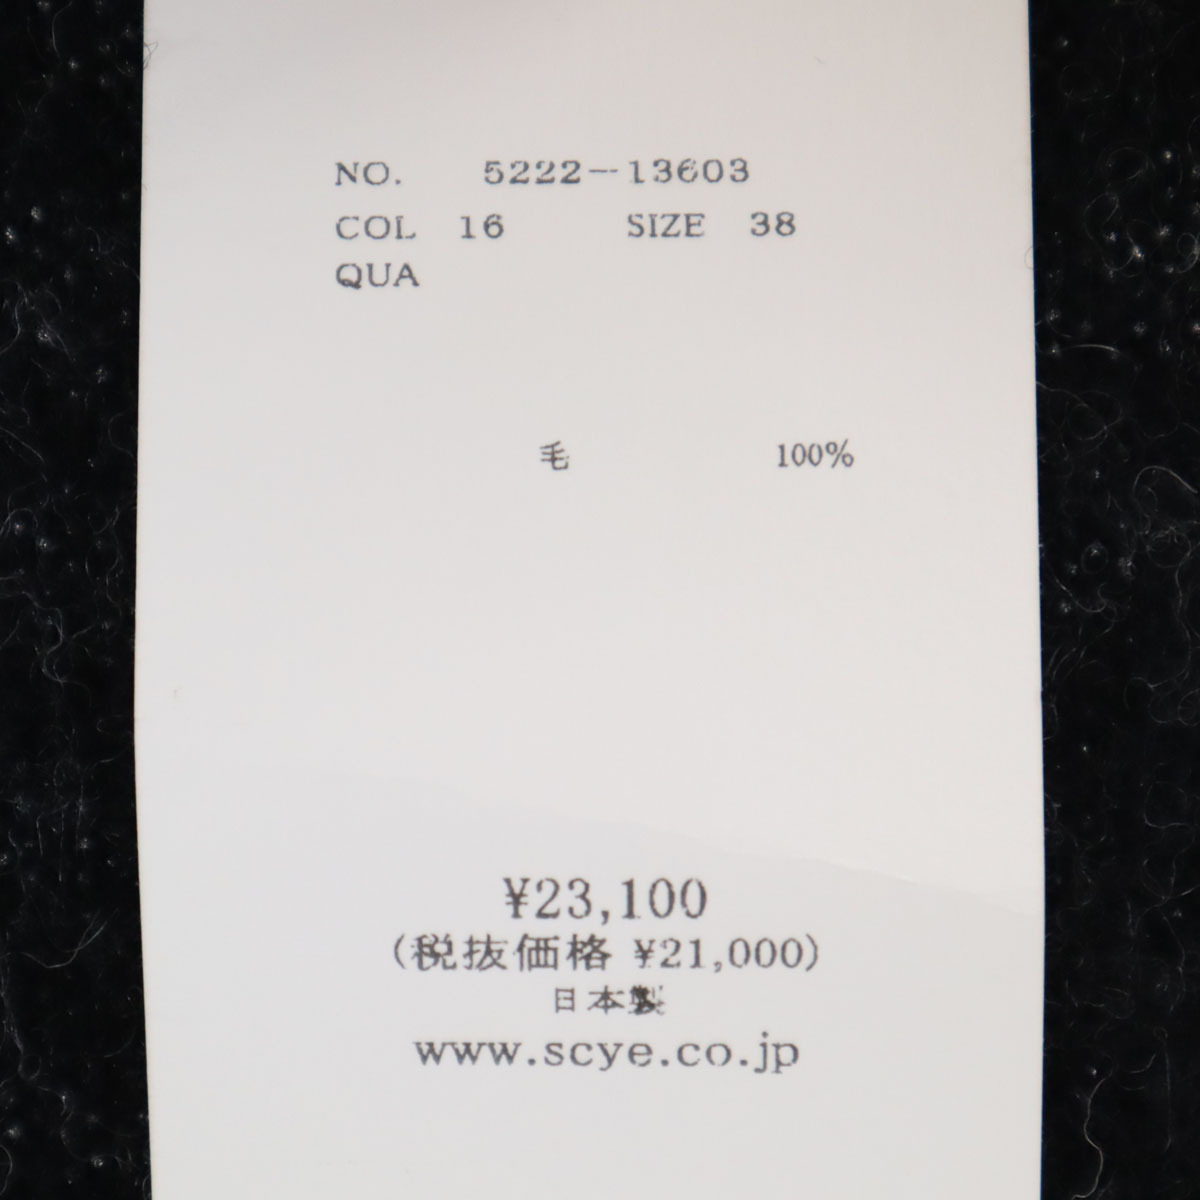 NO. 5222-13603
COL 16 SIZE 38
QUA
毛 100%
¥23,100
(税抜価格 ¥21,000)
日本製
www.scye.co.jp